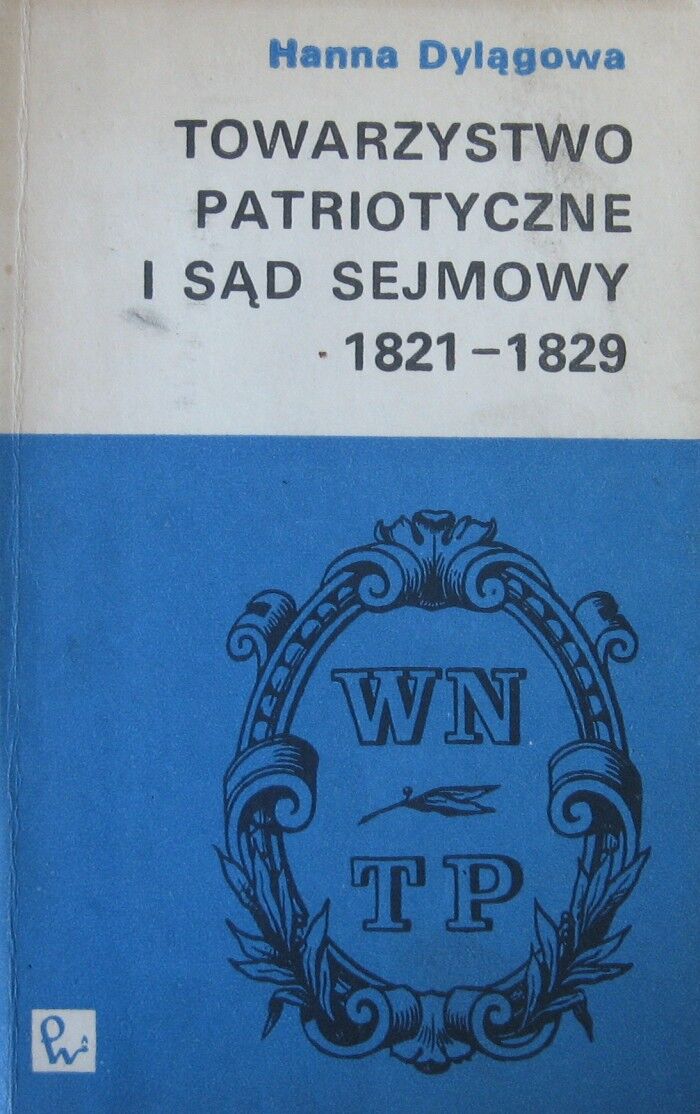 Hanna Dylągowa
TOWARZYSTWO
PATRIOTYCZNE
I SĄD SEJMOWY
1821–1829
WN
TP